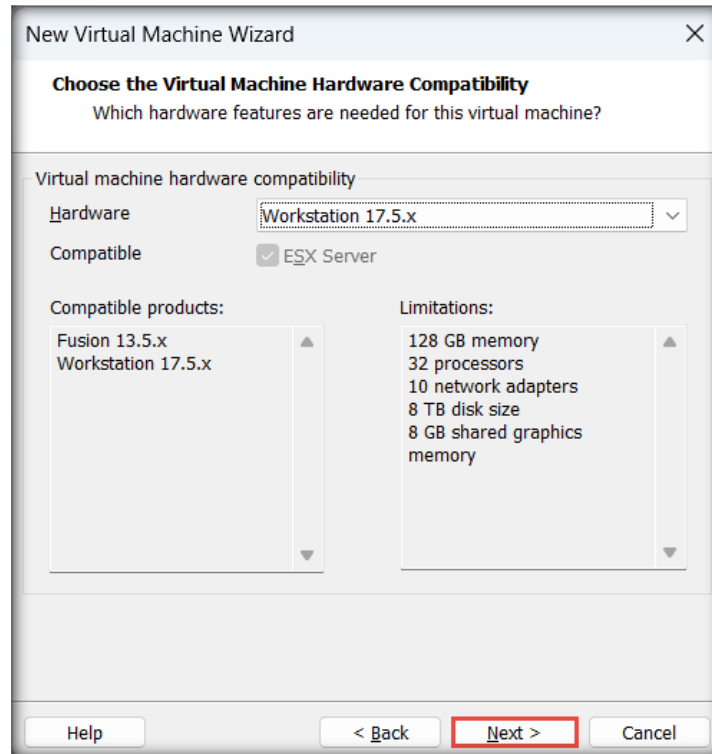 New Virtual Machine Wizard
Choose the Virtual Machine Hardware Compatibility
Which hardware features are needed for this virtual machine?
Virtual machine hardware compatibility
Hardware
Workstation 17.5.x
Compatible
ESX Server
Compatible products:
Fusion 13.5.x
Workstation 17.5.x
Limitations:
128 GB memory
32 processors
10 network adapters
8 TB disk size
8 GB shared graphics
memory
Help
< Back
Next >
Cancel